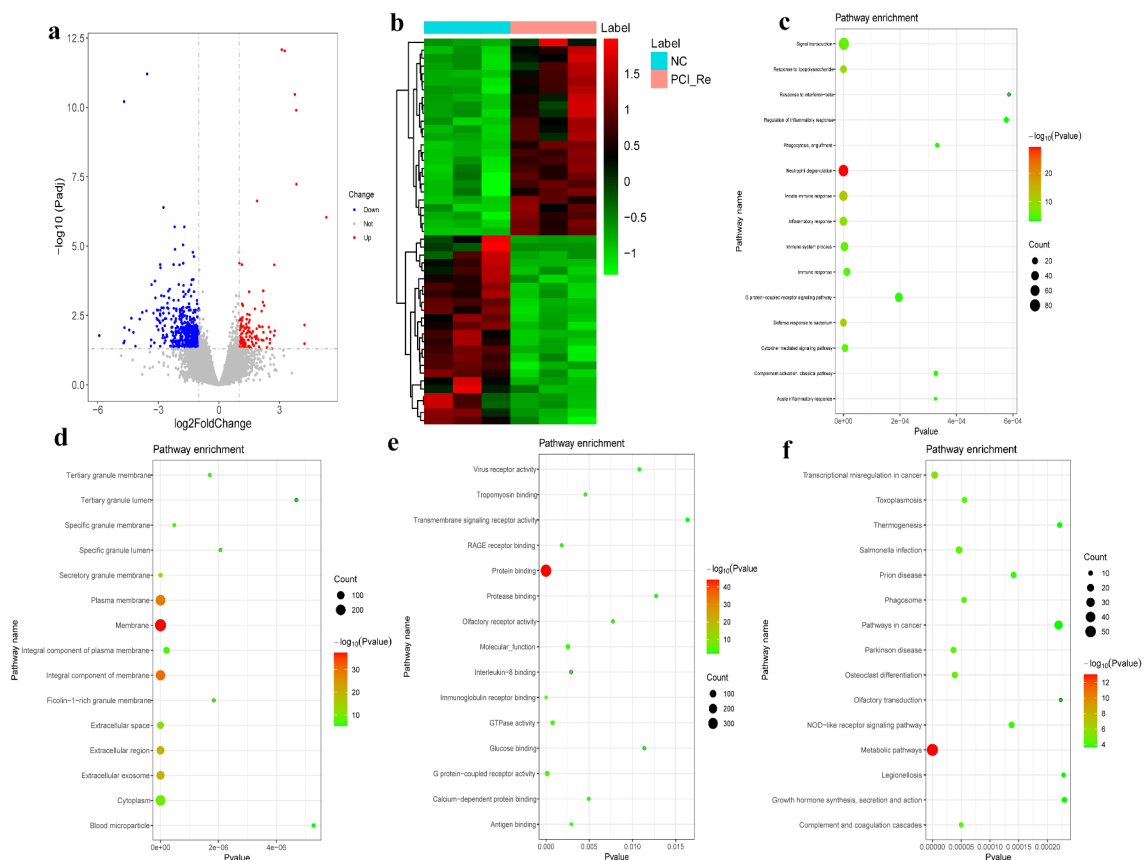 a
12.5
10.0
7.5
5.0
2.5
0.0
−log10 (Padj)
−6
−3
0
3
log2FoldChange
Change
Down
Not
Up
b
Label
1.5
1
0.5
0
−0.5
−1
Label
NC
PCI_Re
c
Pathway enrichment
Pathway name
Signal transduction
Response to lipopolysaccharide
Response to interferon−beta
Regulation of inflammatory response
Phagocytosis, engulfment
Neutrophil degranulation
Innate immune response
Inflammatory response
Immune system process
Immune response
G protein−coupled receptor signaling pathway
Defense response to bacterium
Cytokine−mediated signaling pathway
Complement activation, classical pathway
Acute inflammatory response
0e+00
2e−04
4e−04
6e−04
Pvalue
−log10(Pvalue)
20
10
Count
20
40
60
80
d
Pathway enrichment
Pathway name
Tertiary granule membrane
Tertiary granule lumen
Specific granule membrane
Specific granule lumen
Secretory granule membrane
Plasma membrane
Membrane
Integral component of plasma membrane
Integral component of membrane
Ficolin−1−rich granule membrane
Extracellular space
Extracellular region
Extracellular exosome
Cytoplasm
Blood microparticle
0e+00
2e−06
4e−06
Pvalue
Count
100
200
−log10(Pvalue)
30
20
10
e
Pathway enrichment
Pathway name
Virus receptor activity
Tropomyosin binding
Transmembrane signaling receptor activity
RAGE receptor binding
Protein binding
Protease binding
Olfactory receptor activity
Molecular_function
Interleukin−8 binding
Immunoglobulin receptor binding
GTPase activity
Glucose binding
G protein−coupled receptor activity
Calcium−dependent protein binding
Antigen binding
0.000
0.005
0.010
0.015
Pvalue
−log10(Pvalue
40
30
20
10
Count
100
200
300
f
Pathway enrichment
Pathway name
Transcriptional misregulation in cancer
Toxoplasmosis
Thermogenesis
Salmonella infection
Prion disease
Phagosome
Pathways in cancer
Parkinson disease
Osteoclast differentiation
Olfactory transduction
NOD−like receptor signaling pathway
Metabolic pathways
Legionellosis
Growth hormone synthesis, secretion and action
Complement and coagulation cascades
0.00000
0.00005
0.00010
0.00015
0.00020
Pvalue
Count
10
20
30
40
50
−log10(Pvalue)
12
10
8
6
4